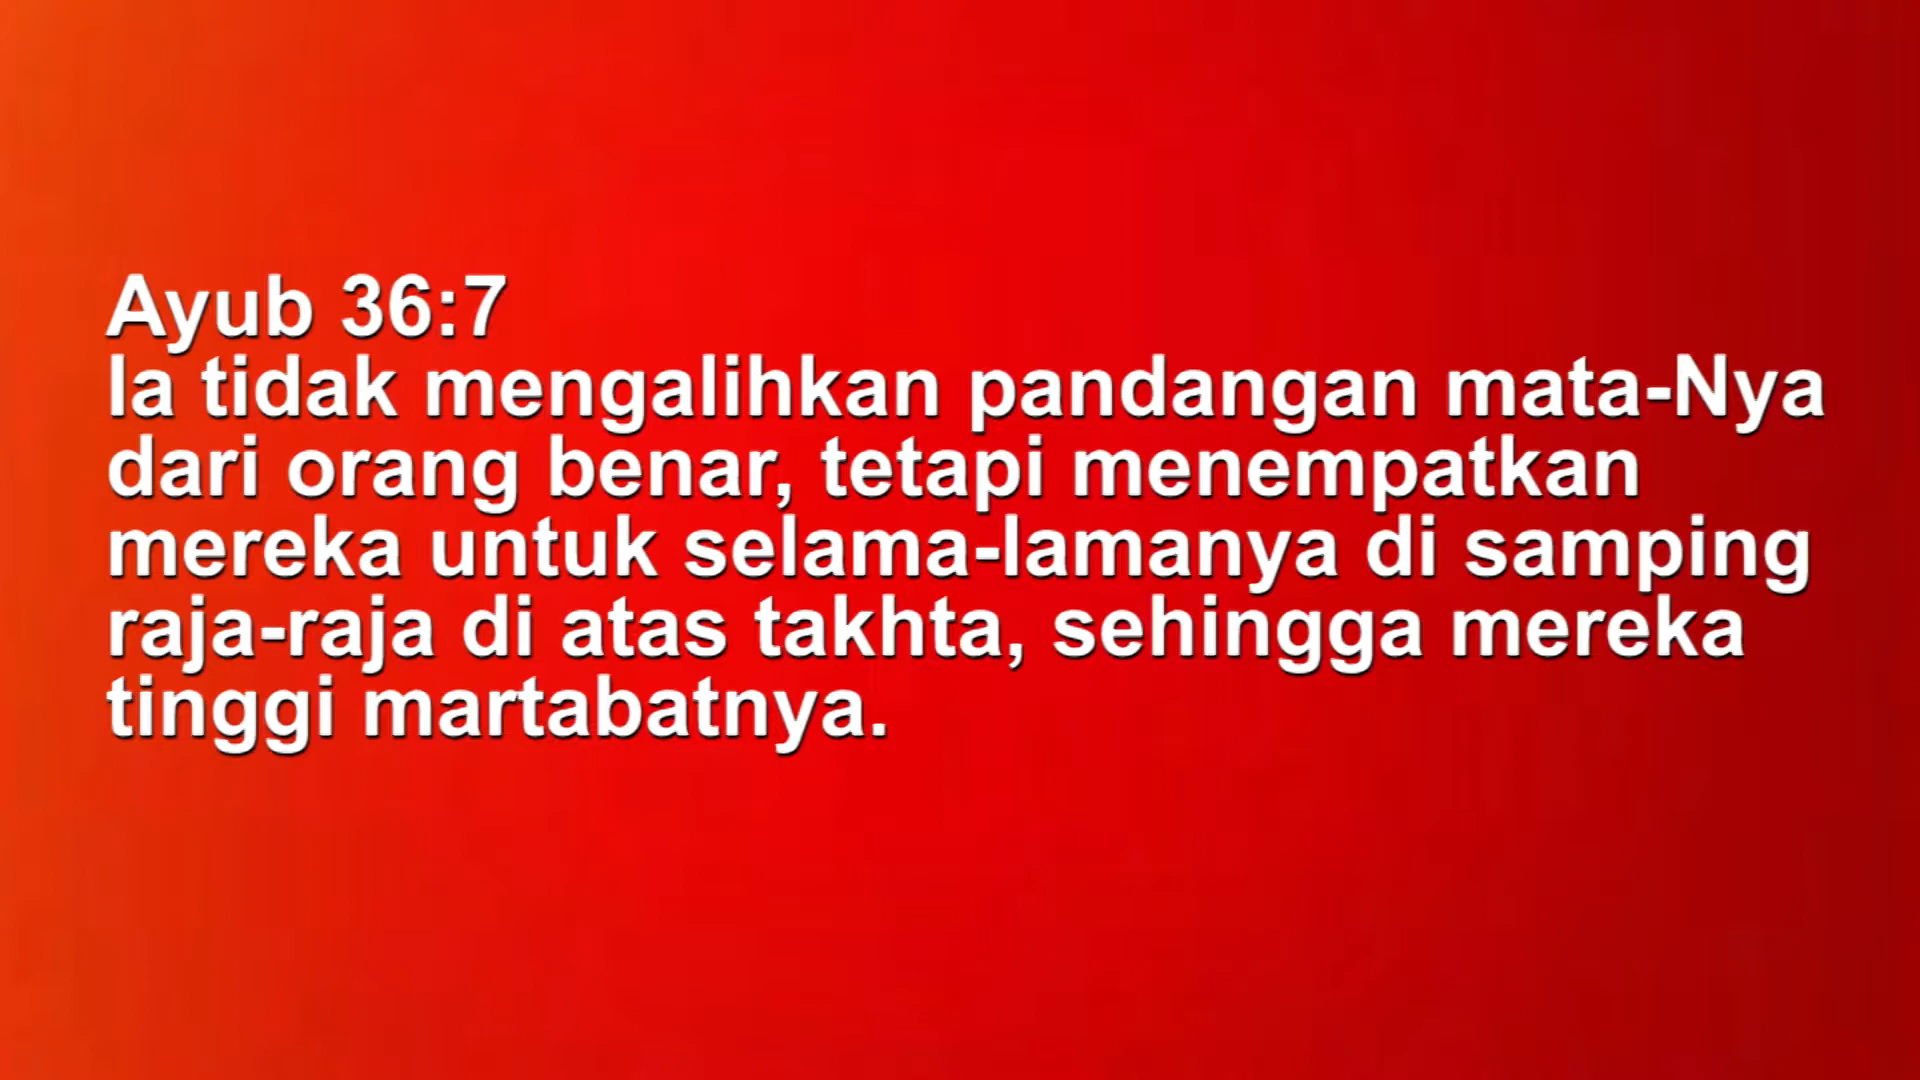 Ayub 36:7
Ia tidak mengalihkan pandangan mata-Nya
dari orang benar, tetapi menempatkan
mereka untuk selama-lamanya di samping
raja-raja di atas takhta, sehingga mereka
tinggi martabatnya.